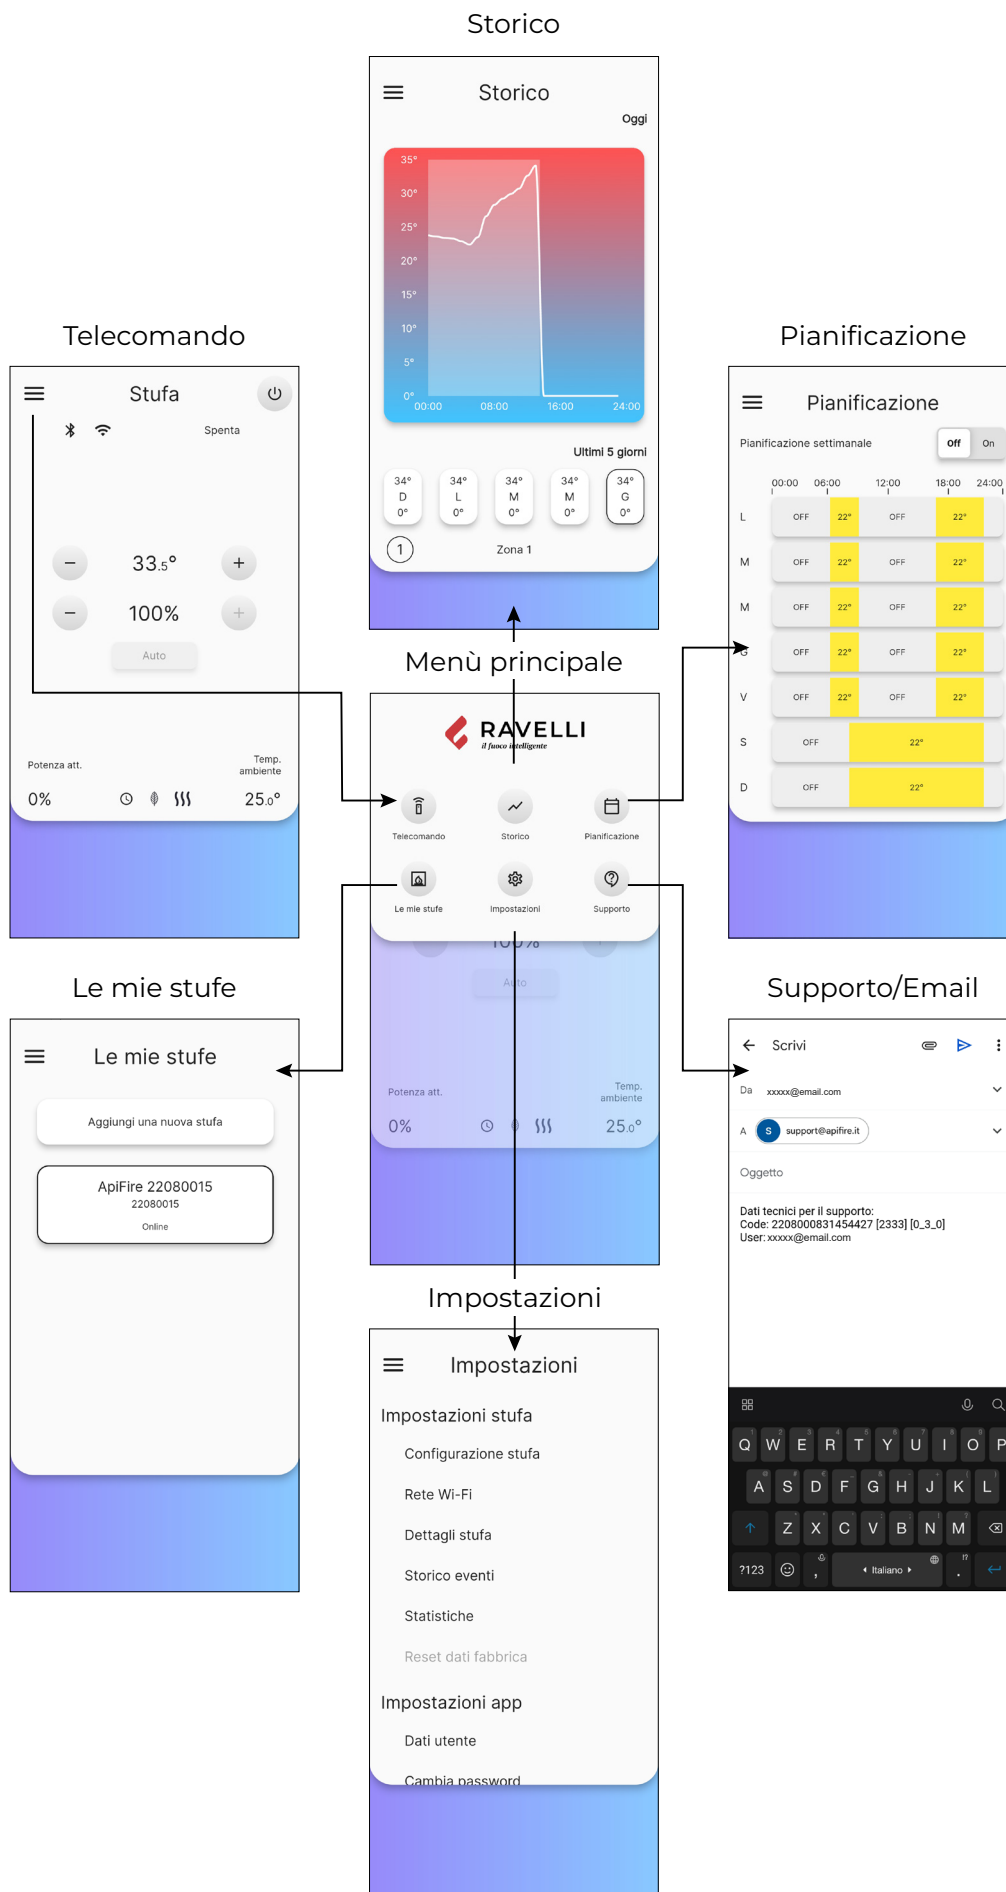 Storico
Storico
Oggi
35°
30°
25°
20°
15°
10°
5°
0°
00:00 08:00 16:00 24:00
Ultimi 5 giorni
34° 34° 34° 34° 34°
D L M M G
0° 0° 0° 0° 0°
1 Zona 1
Telecomando
Stufa
Spenta
33.5°
100%
Auto
Potenza att. Temp. ambiente
0% 25.0°
Pianificazione
Pianificazione
Pianificazione settimanale Off On
00:00 06:00 12:00 18:00 24:00
L OFF 22° OFF 22°
M OFF 22° OFF 22°
M OFF 22° OFF 22°
G OFF 22° OFF 22°
V OFF 22° OFF 22°
S OFF 22°
D OFF 22°
Menù principale
RAVELLI
il fuoco intelligente
Telecomando Storico Pianificazione
Le mie stufe Impostazioni Supporto
100%
Auto
Potenza att. Temp. ambiente
0% 25.0°
Le mie stufe
Le mie stufe
Aggiungi una nuova stufa
ApiFire 22080015
22080015
Online
Supporto/Email
Scrivi
Da xxxxx@email.com
A S support@apifire.it
Oggetto
Dati tecnici per il supporto:
Code: 2208000831454427 [2333] [0_3_0]
User: xxxxx@email.com
Q W E R T Y U I O P
A S D F G H J K L
Z X C V B N M
?123 , Italiano .
Impostazioni
Impostazioni
Impostazioni stufa
Configurazione stufa
Rete Wi-Fi
Dettagli stufa
Storico eventi
Statistiche
Reset dati fabbrica
Impostazioni app
Dati utente
Cambia password